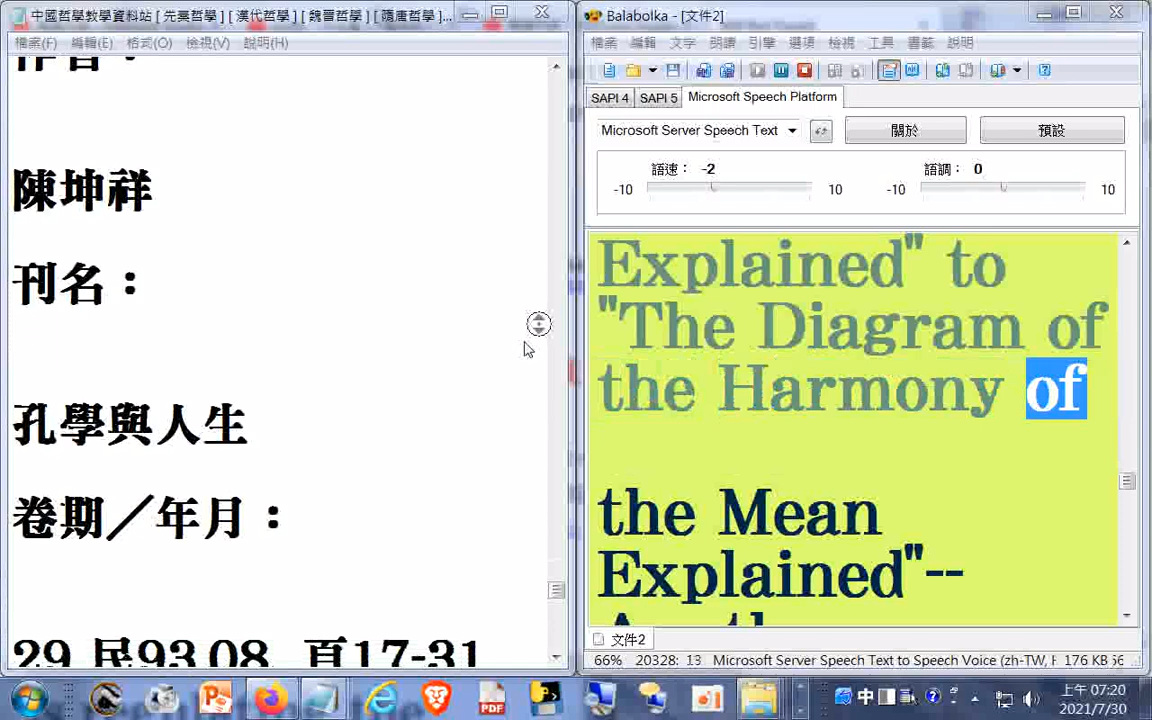 中國哲學教學資料站 [ 先秦哲學 ] [ 漢代哲學 ] [ 魏晉哲學 ] [ 隋唐哲學 ]...
檔案(F) 編輯(E) 格式(O) 檢視(V) 說明(H)
作者：
陳坤祥
刊名：
孔學與人生
卷期／年月：
29 民93.08 頁17-31
Balabolka - [文件2]
檔案 編輯 文字 朗讀 引擎 選項 檢視 工具 書籤 說明
SAPI 4 SAPI 5 Microsoft Speech Platform
Microsoft Server Speech Text 關於 預設
語速： -2 語調： 0
-10 10 -10 10
Explained" to
"The Diagram of
the Harmony of
the Mean
Explained"--
文件2
66% 20328: 13 Microsoft Server Speech Text to Speech Voice (zh-TW, 176 KB
中 上午 07:20
2021/7/30